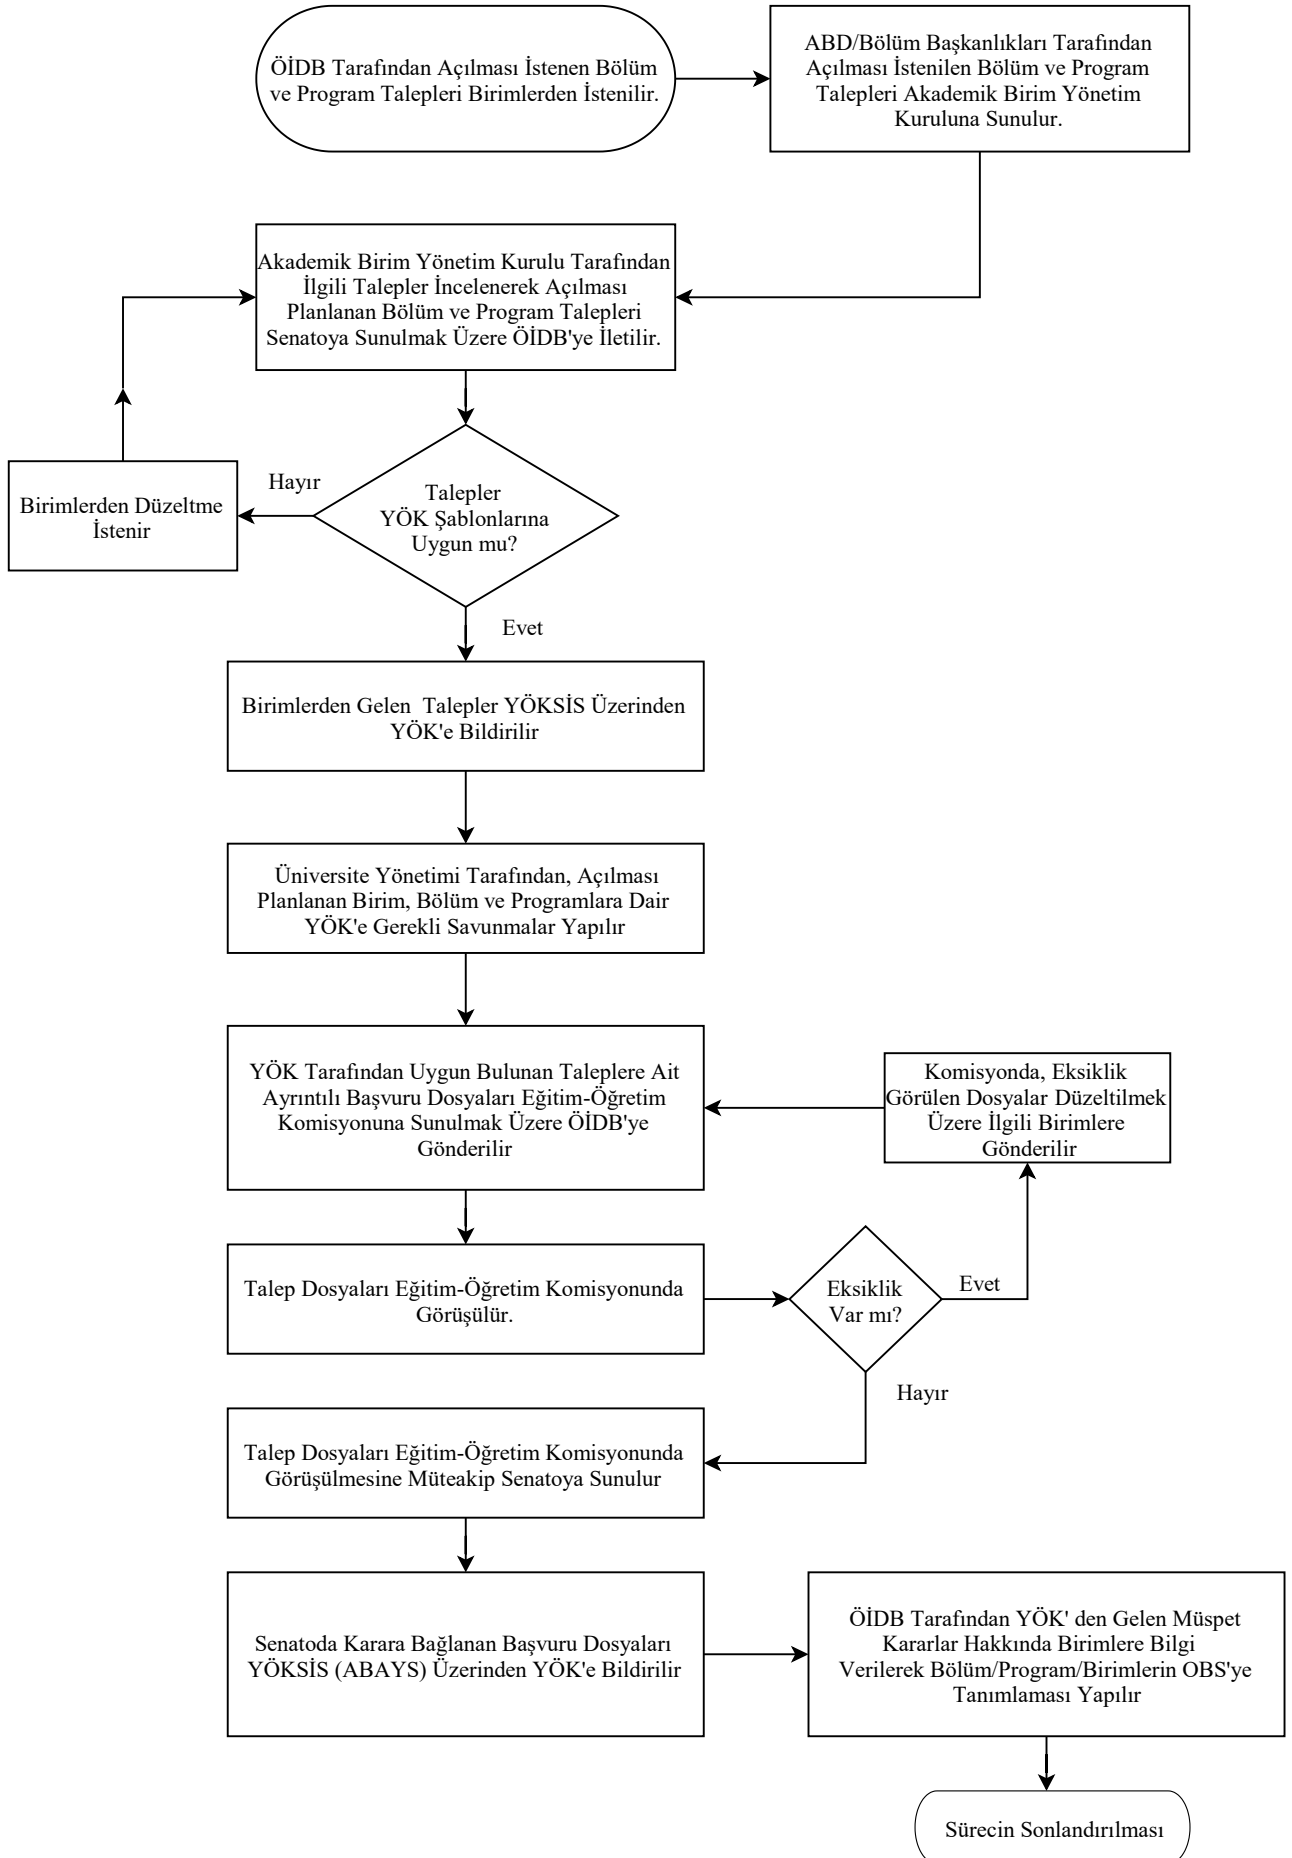 ÖİDB Tarafından Açılması İstenen Bölüm
ve Program Talepleri Birimlerden İstenilir.
ABD/Bölüm Başkanlıkları Tarafından
Açılması İstenilen Bölüm ve Program
Talepleri Akademik Birim Yönetim
Kuruluna Sunulur.
Akademik Birim Yönetim Kurulu Tarafından
İlgili Talepler İncelenerek Açılması
Planlanan Bölüm ve Program Talepleri
Senatoya Sunulmak Üzere ÖİDB'ye İletilir.
Hayır
Birimlerden Düzeltme
İstenir
Talepler
YÖK Şablonlarına
Uygun mu?
Evet
Birimlerden Gelen  Talepler YÖKSİS Üzerinden
YÖK'e Bildirilir
Üniversite Yönetimi Tarafından, Açılması
Planlanan Birim, Bölüm ve Programlara Dair
YÖK'e Gerekli Savunmalar Yapılır
YÖK Tarafından Uygun Bulunan Taleplere Ait
Ayrıntılı Başvuru Dosyaları Eğitim-Öğretim
Komisyonuna Sunulmak Üzere ÖİDB'ye
Gönderilir
Komisyonda, Eksiklik
Görülen Dosyalar Düzeltilmek
Üzere İlgili Birimlere
Gönderilir
Talep Dosyaları Eğitim-Öğretim Komisyonunda
Görüşülür.
Eksiklik
Var mı?
Evet
Hayır
Talep Dosyaları Eğitim-Öğretim Komisyonunda
Görüşülmesine Müteakip Senatoya Sunulur
Senatoda Karara Bağlanan Başvuru Dosyaları
YÖKSİS (ABAYS) Üzerinden YÖK'e Bildirilir
ÖİDB Tarafından YÖK' den Gelen Müspet
Kararlar Hakkında Birimlere Bilgi
Verilerek Bölüm/Program/Birimlerin OBS'ye
Tanımlaması Yapılır
Sürecin Sonlandırılması